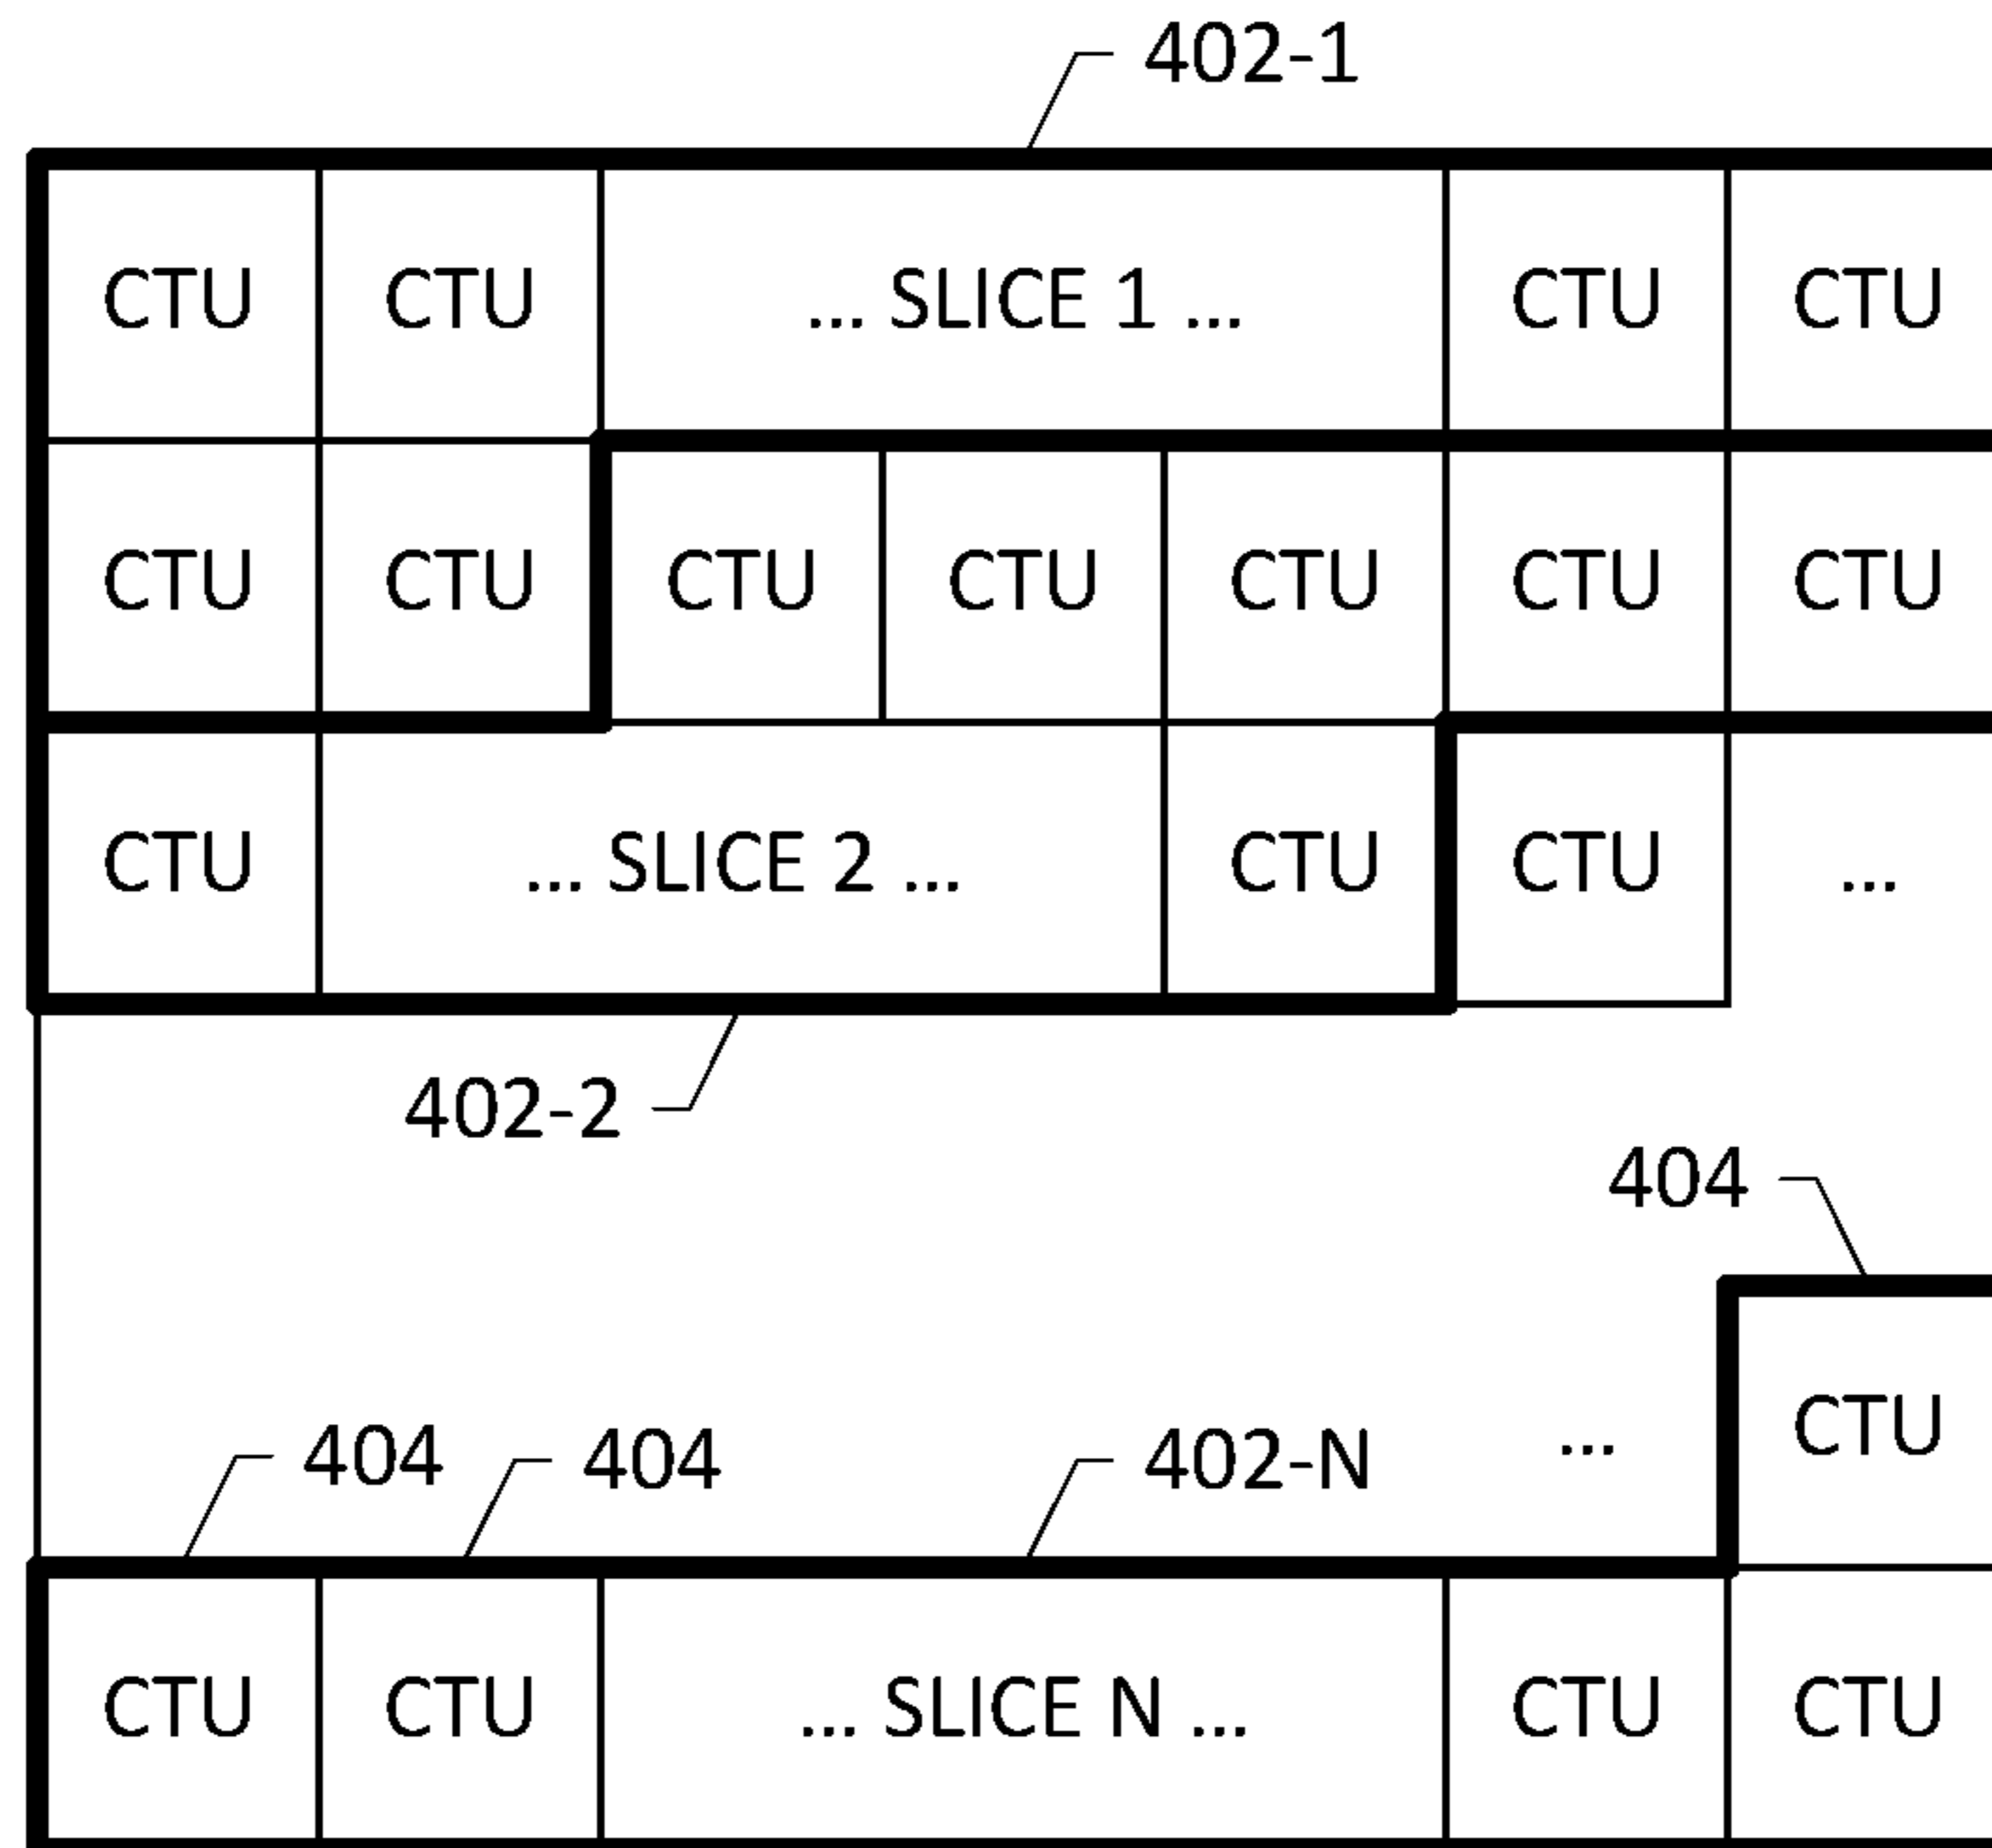 402-1
CTU CTU ... SLICE 1 ... CTU CTU
CTU CTU CTU CTU CTU CTU CTU
CTU ... SLICE 2 ... CTU CTU ...
402-2
404
... CTU
404 404 402-N
CTU CTU ... SLICE N ... CTU CTU